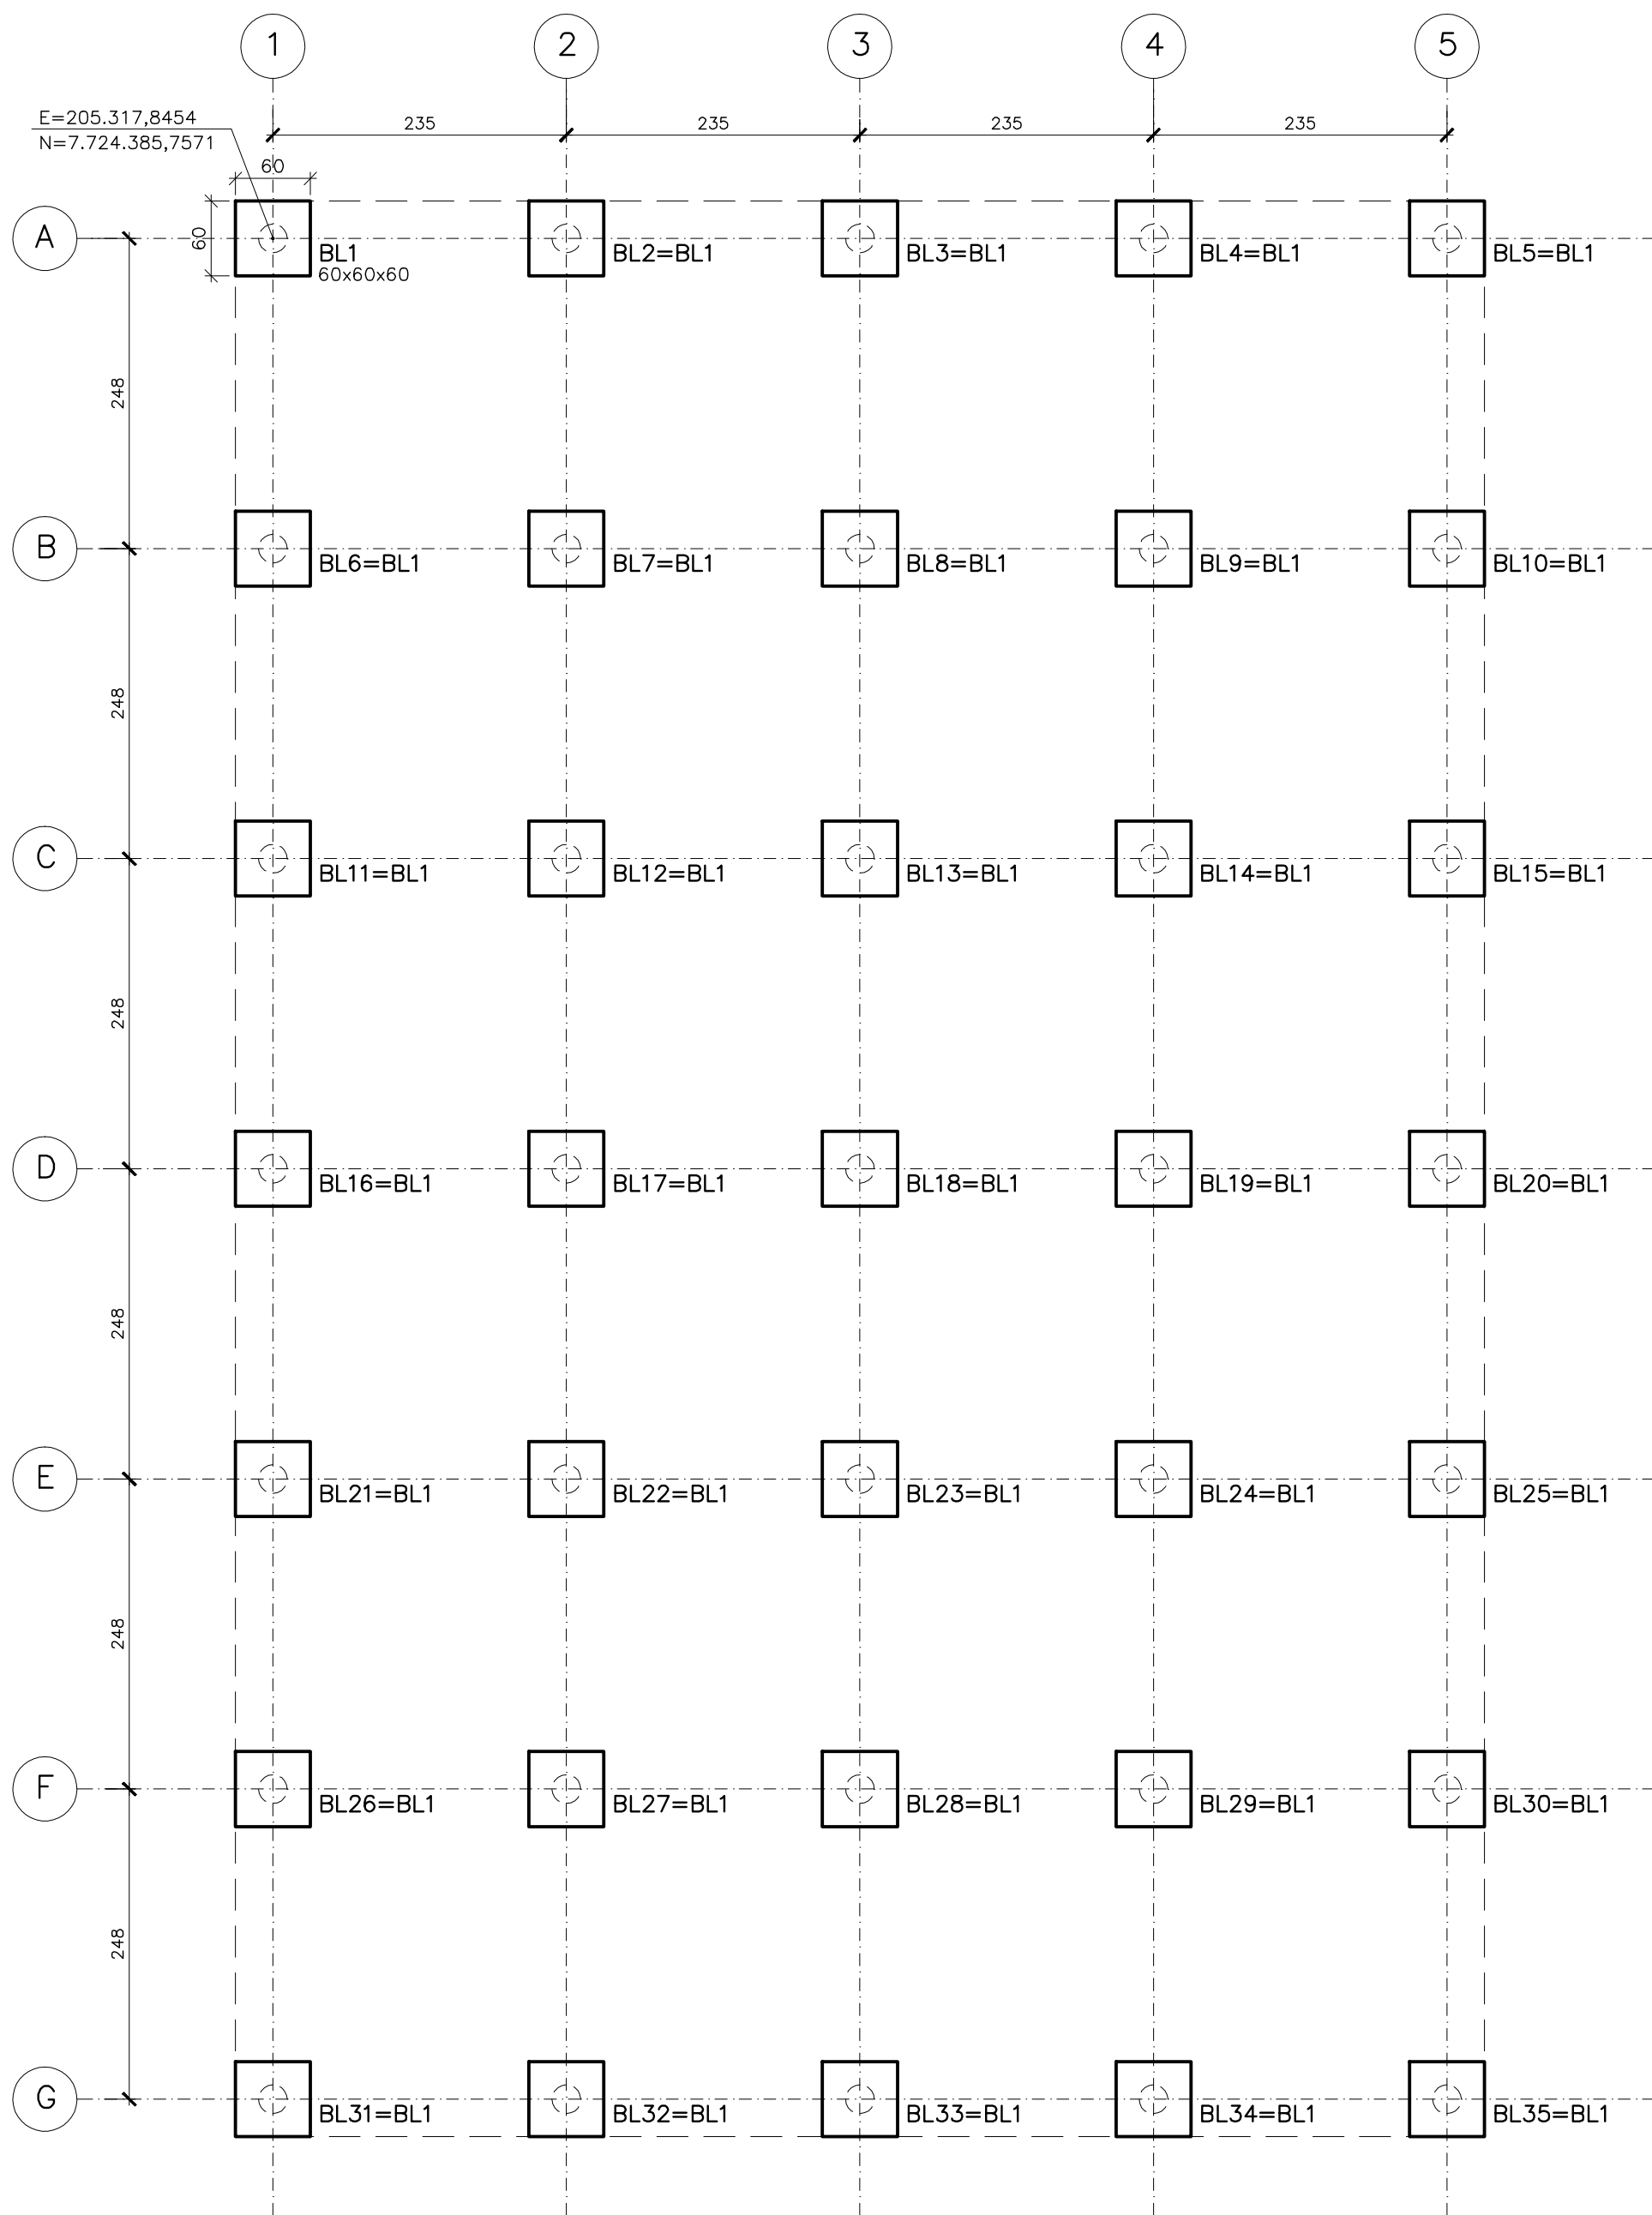 1 2 3 4 5
E=205.317,8454
N=7.724.385,7571
235 235 235 235
60
60
A
BL1 BL2=BL1 BL3=BL1 BL4=BL1 BL5=BL1
60x60x60
248
B
BL6=BL1 BL7=BL1 BL8=BL1 BL9=BL1 BL10=BL1
248
C
BL11=BL1 BL12=BL1 BL13=BL1 BL14=BL1 BL15=BL1
248
D
BL16=BL1 BL17=BL1 BL18=BL1 BL19=BL1 BL20=BL1
248
E
BL21=BL1 BL22=BL1 BL23=BL1 BL24=BL1 BL25=BL1
248
F
BL26=BL1 BL27=BL1 BL28=BL1 BL29=BL1 BL30=BL1
248
G
BL31=BL1 BL32=BL1 BL33=BL1 BL34=BL1 BL35=BL1